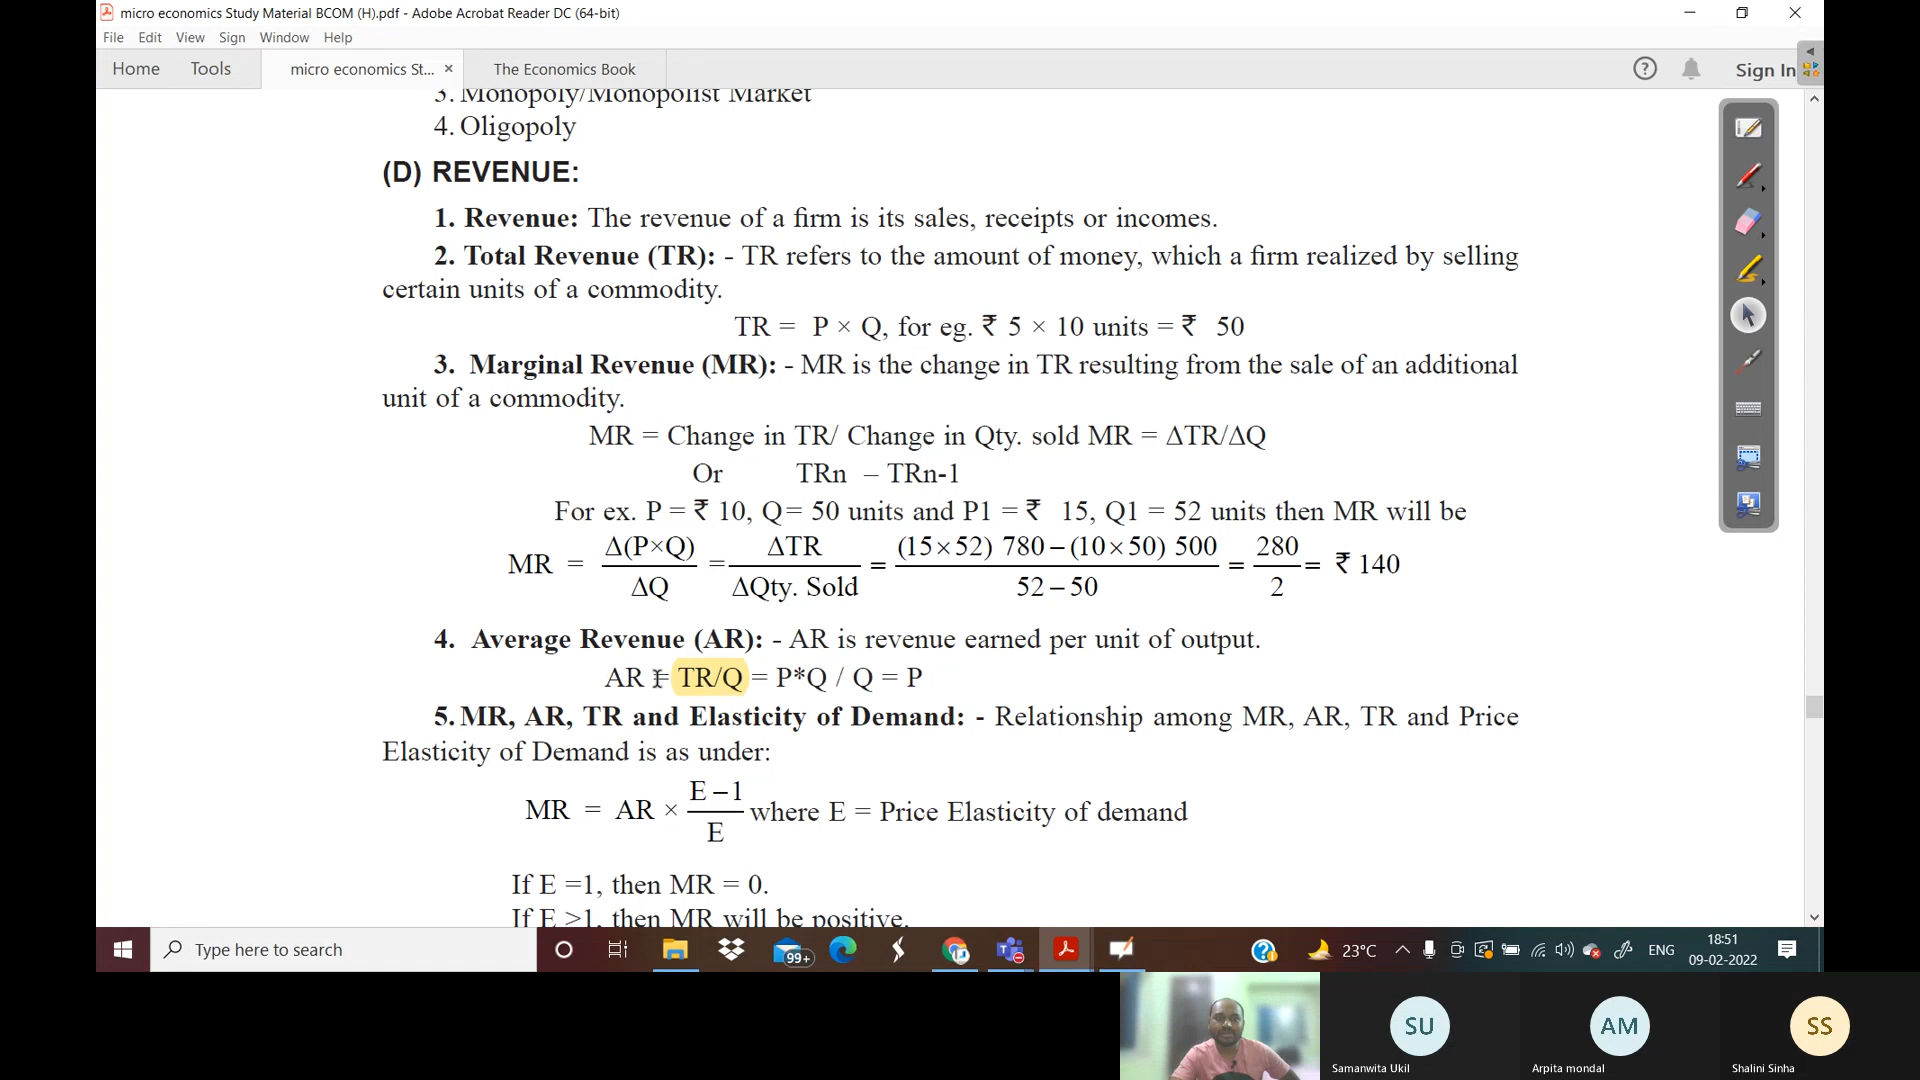 micro economics Study Material BCOM (H).pdf - Adobe Acrobat Reader DC (64-bit)
File Edit View Sign Window Help
Home Tools micro economics St... × The Economics Book Sign In
3. Monopoly/Monopolist Market
4. Oligopoly
(D) REVENUE:
1. Revenue: The revenue of a firm is its sales, receipts or incomes.
2. Total Revenue (TR): - TR refers to the amount of money, which a firm realized by selling
certain units of a commodity.
TR = P × Q, for eg. ₹ 5 × 10 units = ₹ 50
3. Marginal Revenue (MR): - MR is the change in TR resulting from the sale of an additional
unit of a commodity.
MR = Change in TR/ Change in Qty. sold MR = ΔTR/ΔQ
Or TRn – TRn-1
For ex. P = ₹ 10, Q= 50 units and P1 = ₹ 15, Q1 = 52 units then MR will be
MR = Δ(P×Q)/ΔQ = ΔTR/ΔQty. Sold = (15×52) 780–(10×50) 500/52–50 = 280/2 = ₹ 140
4. Average Revenue (AR): - AR is revenue earned per unit of output.
AR = TR/Q = P*Q / Q = P
5. MR, AR, TR and Elasticity of Demand: - Relationship among MR, AR, TR and Price
Elasticity of Demand is as under:
MR = AR × E–1/E where E = Price Elasticity of demand
If E =1, then MR = 0.
If E >1, then MR will be positive.
Type here to search 99+ 23°C ENG 18:51
09-02-2022
SU AM SS
Samanwita Ukil Arpita mondal Shalini Sinha